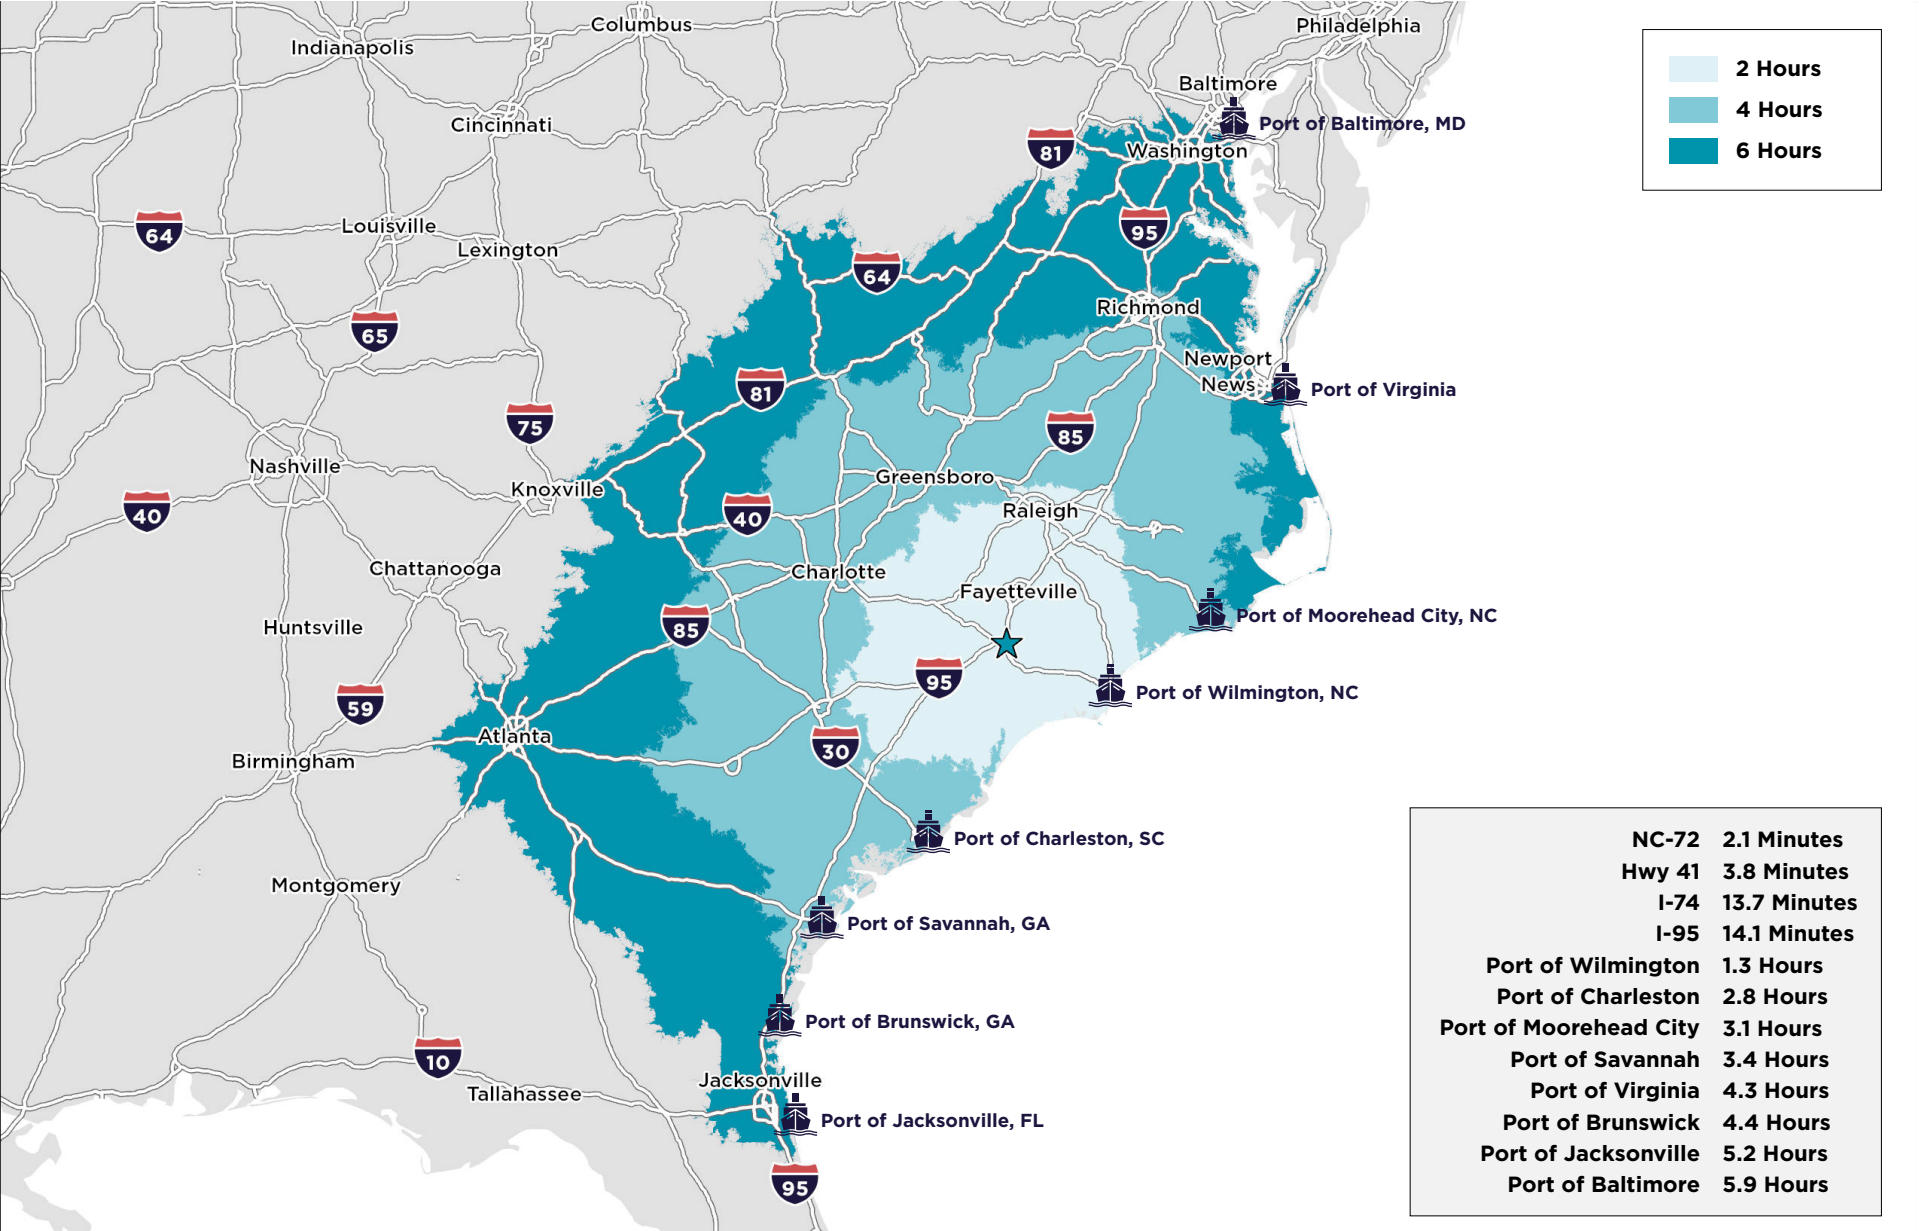 Columbus
Philadelphia
Indianapolis
2 Hours
Baltimore
4 Hours
Cincinnati
Port of Baltimore, MD
81
Washington
6 Hours
64
Louisville
95
Lexington
64
Richmond
65
Newport
News
81
Port of Virginia
75
85
Nashville
Greensboro
Knoxville
40
40
Raleigh
Chattanooga
Charlotte
Fayetteville
Huntsville
85
Port of Moorehead City, NC
95
Port of Wilmington, NC
59
Atlanta
30
Birmingham
Port of Charleston, SC
Montgomery
Port of Savannah, GA
Port of Brunswick, GA
10
Jacksonville
Tallahassee
Port of Jacksonville, FL
95
NC-72 2.1 Minutes
Hwy 41 3.8 Minutes
I-74 13.7 Minutes
I-95 14.1 Minutes
Port of Wilmington 1.3 Hours
Port of Charleston 2.8 Hours
Port of Moorehead City 3.1 Hours
Port of Savannah 3.4 Hours
Port of Virginia 4.3 Hours
Port of Brunswick 4.4 Hours
Port of Jacksonville 5.2 Hours
Port of Baltimore 5.9 Hours